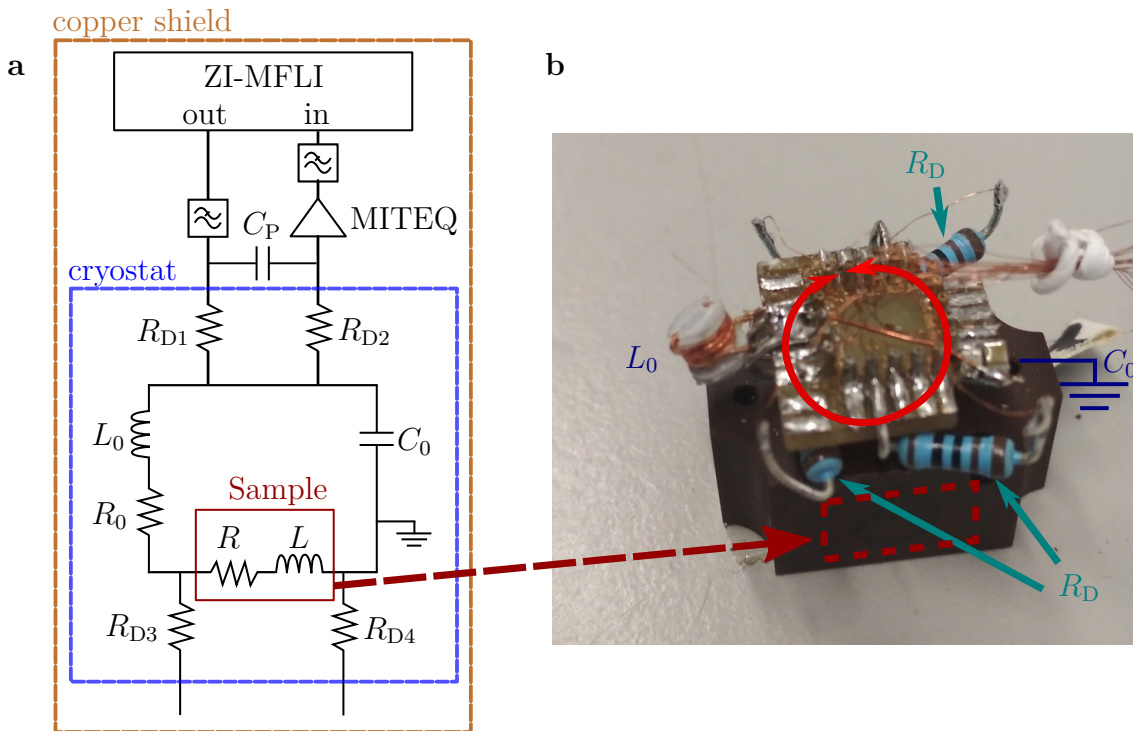 copper shield
a
ZI-MFLI
out in
MITEQ
C_P
cryostat
R_D1
R_D2
L_0
C_0
R_0
Sample
R L
R_D3
R_D4
b
R_D
L_0
C_0
R_D